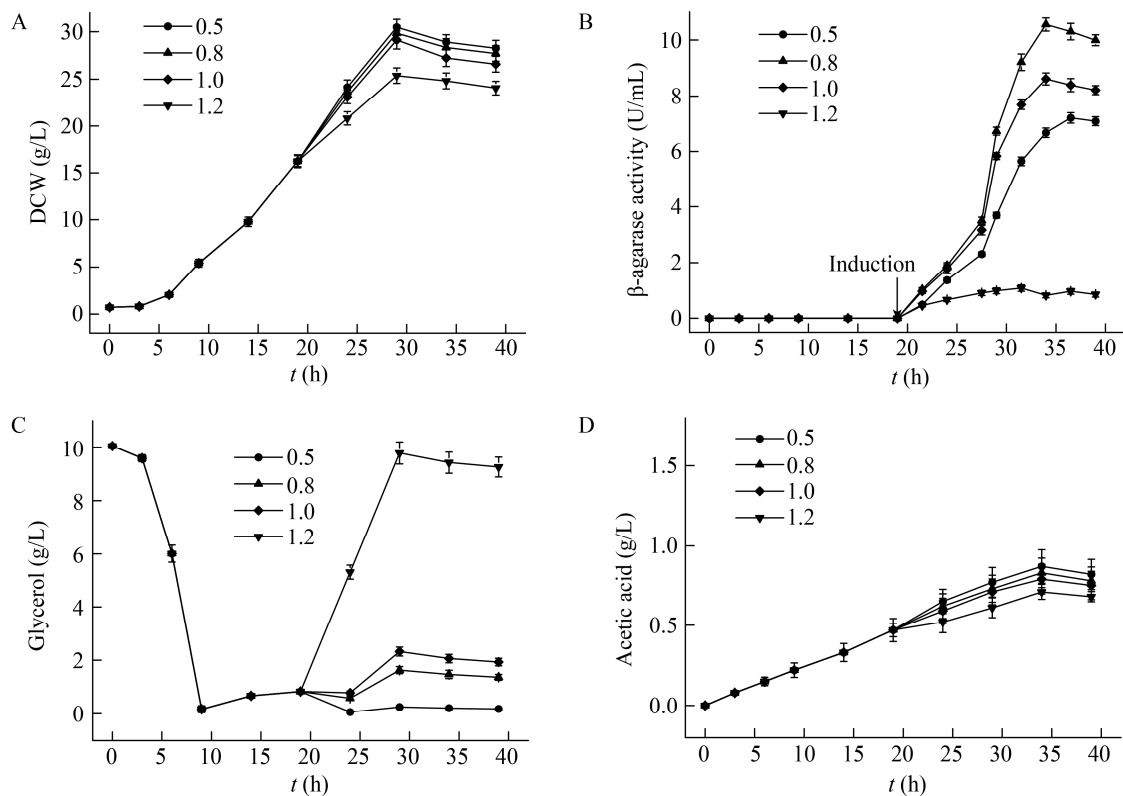 A
0.5
0.8
1.0
1.2
30
25
20
15
10
5
0
DCW (g/L)
0 5 10 15 20 25 30 35 40
t (h)
B
0.5
0.8
1.0
1.2
10
8
6
4
2
0
β-agarase activity (U/mL)
Induction
0 5 10 15 20 25 30 35 40
t (h)
C
0.5
0.8
1.0
1.2
10
8
6
4
2
0
Glycerol (g/L)
0 5 10 15 20 25 30 35 40
t (h)
D
0.5
0.8
1.0
1.2
1.5
1.0
0.5
0.0
Acetic acid (g/L)
0 5 10 15 20 25 30 35 40
t (h)